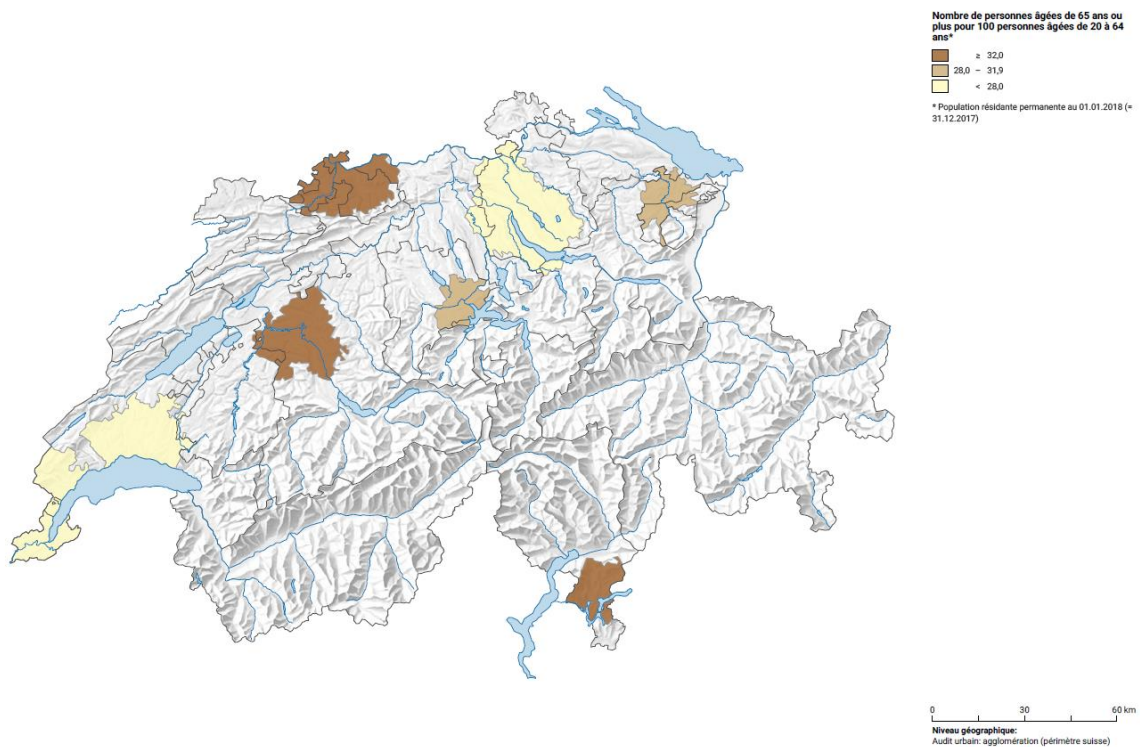 Nombre de personnes âgées de 65 ans ou
plus pour 100 personnes âgées de 20 à 64
ans*
≥ 32,0
28,0 – 31,9
< 28,0
* Population résidante permanente au 01.01.2018 (=
31.12.2017)
0 30 60 km
Niveau géographique:
Audit urbain: agglomération (périmètre suisse)